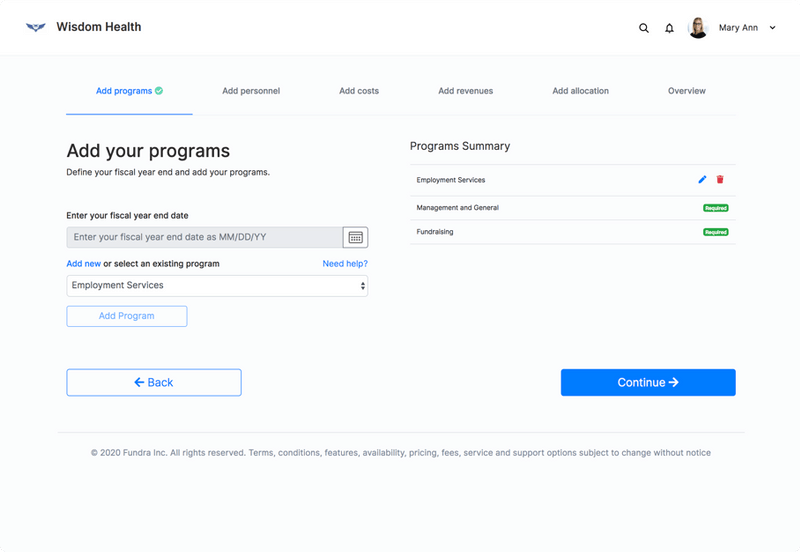 Wisdom Health
Mary Ann
Add programs
Add personnel
Add costs
Add revenues
Add allocation
Overview
Add your programs
Define your fiscal year end and add your programs.
Enter your fiscal year end date
Enter your fiscal year end date as MM/DD/YY
Add new or select an existing program
Need help?
Employment Services
Add Program
Programs Summary
Employment Services
Management and General
Required
Fundraising
Required
Back
Continue
© 2020 Fundra Inc. All rights reserved. Terms, conditions, features, availability, pricing, fees, service and support options subject to change without notice